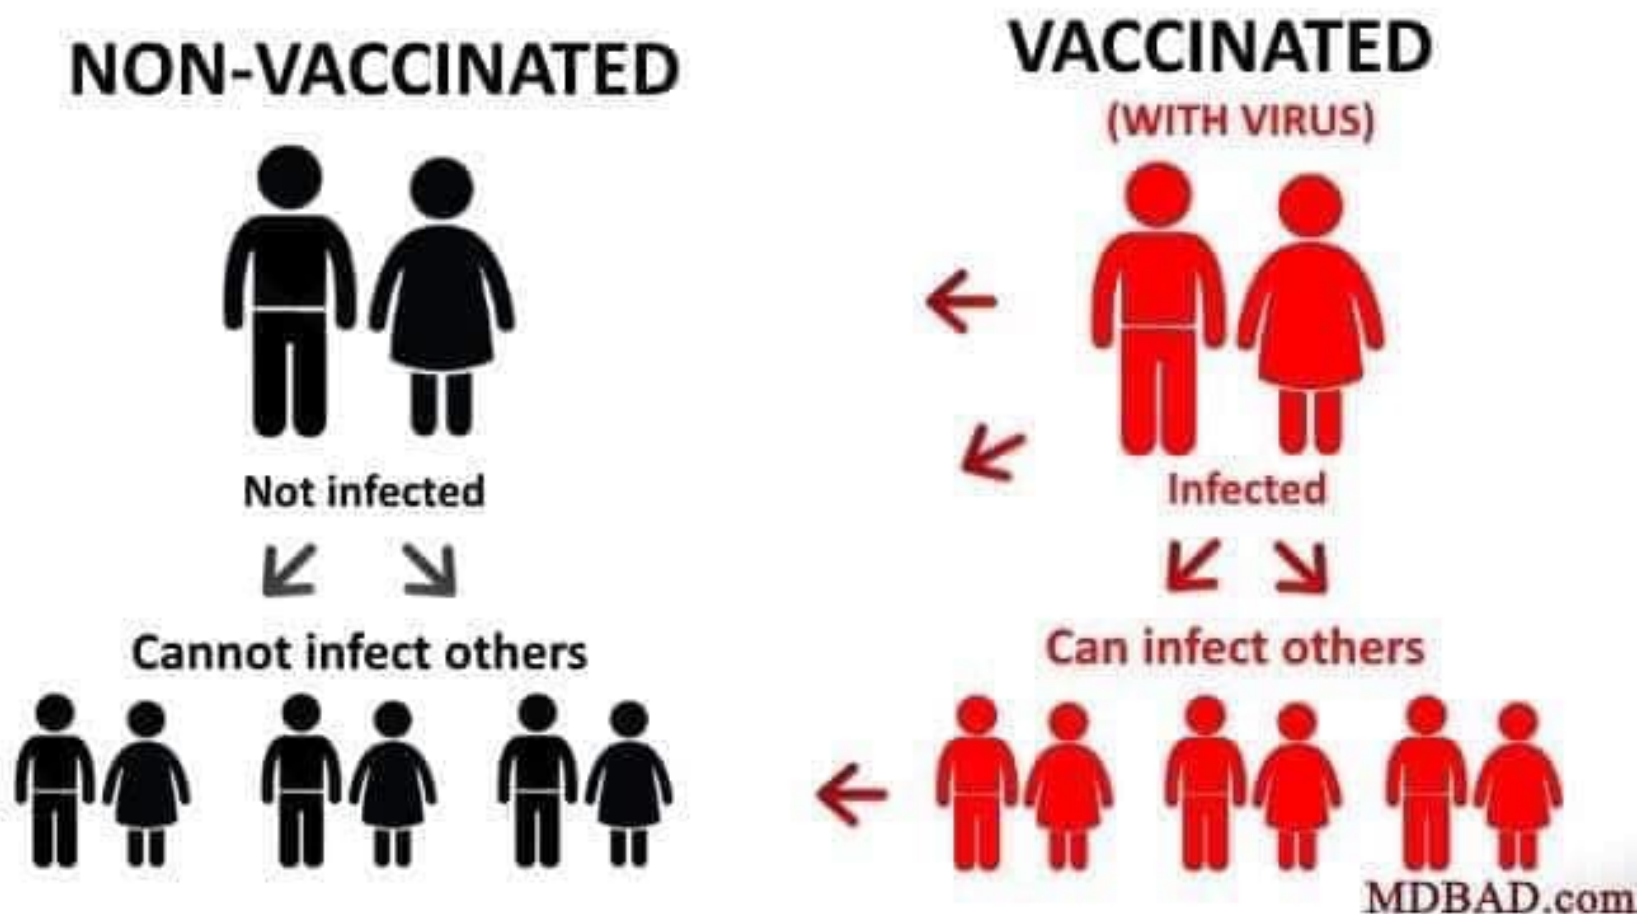 NON-VACCINATED
Not infected
Cannot infect others
VACCINATED
(WITH VIRUS)
Infected
Can infect others
MDBAD.com